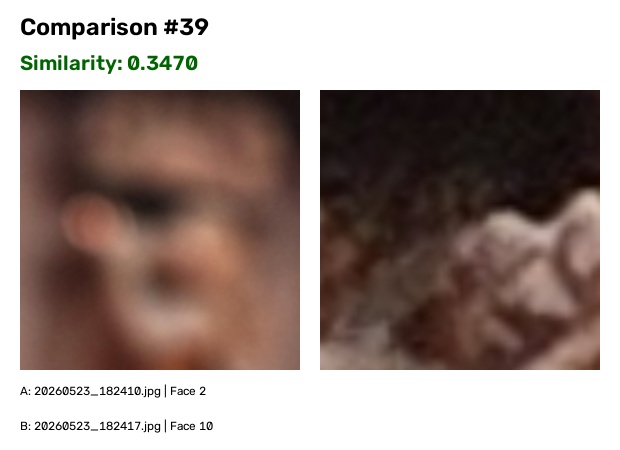 Comparison #39
Similarity: 0.3470
A: 20260523_182410.jpg | Face 2
B: 20260523_182417.jpg | Face 10